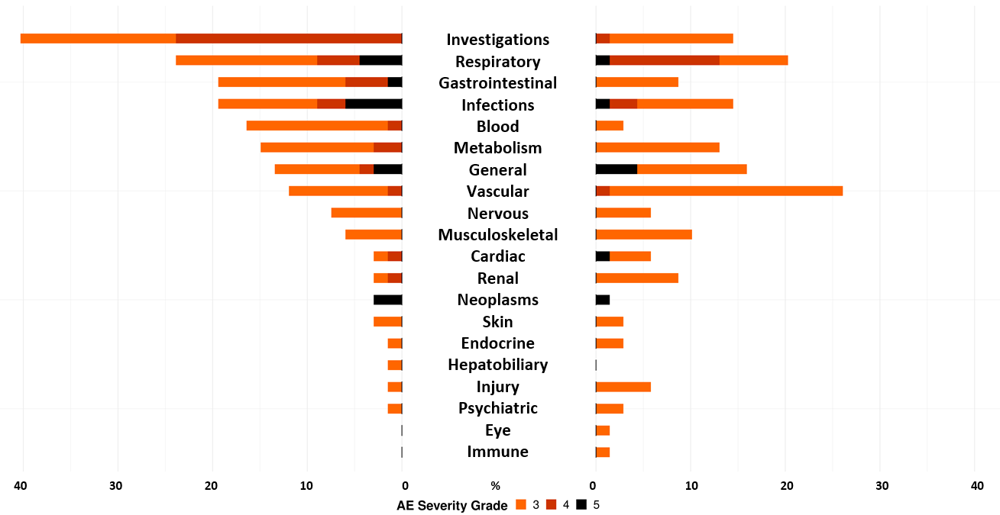 Investigations
Respiratory
Gastrointestinal
Infections
Blood
Metabolism
General
Vascular
Nervous
Musculoskeletal
Cardiac
Renal
Neoplasms
Skin
Endocrine
Hepatobiliary
Injury
Psychiatric
Eye
Immune
40 30 20 10 0 % 0 10 20 30 40
AE Severity Grade 3 4 5